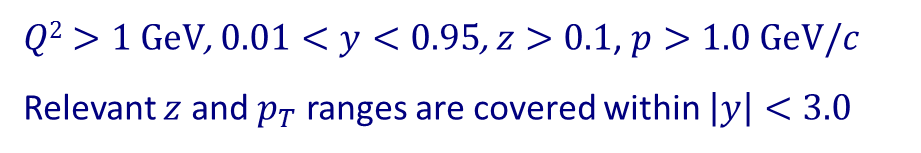 Q² > 1 GeV, 0.01 < y < 0.95, z > 0.1, p > 1.0 GeV/c
Relevant z and p_T ranges are covered within |y| < 3.0